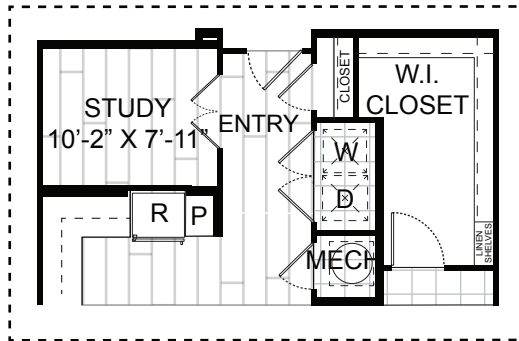 STUDY
10'-2" X 7'-11"
ENTRY
CLOSET
W.I.
CLOSET
W
D
R
P
MECH
LINEN
SHELVES